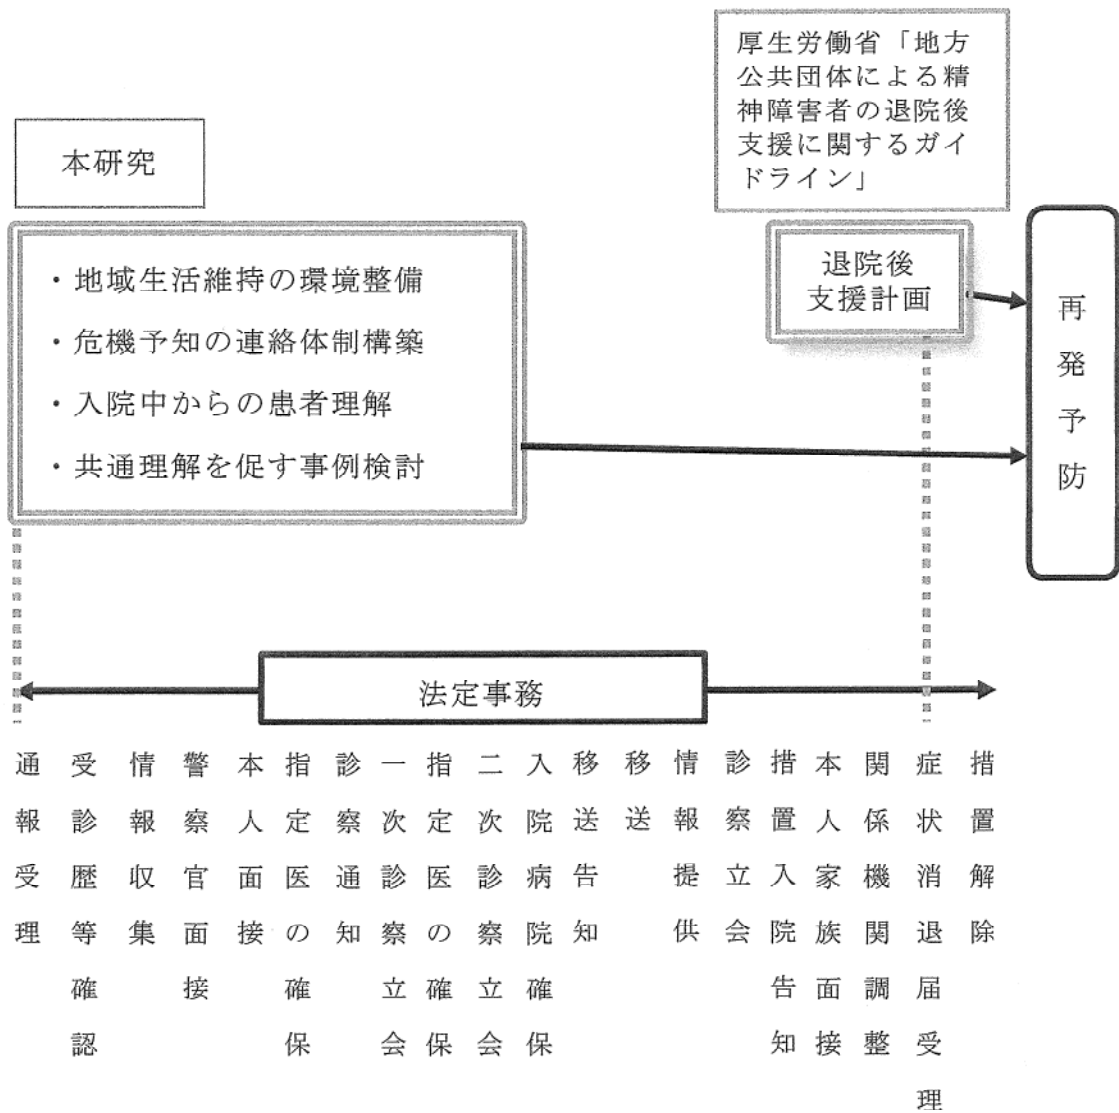 厚生労働省「地方
公共団体による精
神障害者の退院後
支援に関するガイ
ドライン」
本研究
・地域生活維持の環境整備
・危機予知の連絡体制構築
・入院中からの患者理解
・共通理解を促す事例検討
退院後
支援計画
再発予防
法定事務
通報受理
受診歴等確認
情報収集
警察官面接
本人面接
指定医の確保
診察通知
一次診察立会
指定医の確保
二次診察立会
入院病院確保
移送告知
移送
情報提供
診察立会
措置入院告知
本人家族面接
関係機関調整
症状消退届受理
措置解除